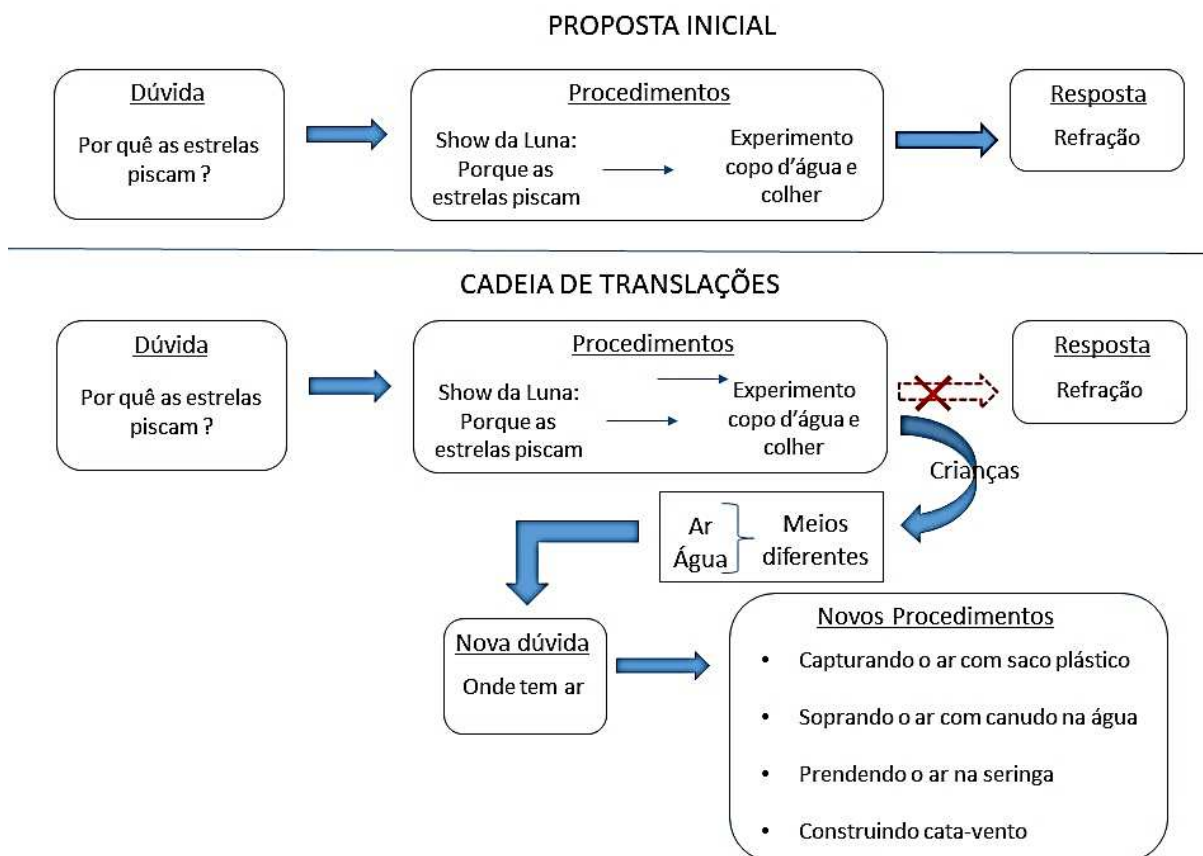 PROPOSTA INICIAL
Dúvida
Por quê as estrelas
piscam ?
Procedimentos
Show da Luna:
Porque as
estrelas piscam
Experimento
copo d'água e
colher
Resposta
Refração
CADEIA DE TRANSLAÇÕES
Dúvida
Por quê as estrelas
piscam ?
Procedimentos
Show da Luna:
Porque as
estrelas piscam
Experimento
copo d'água e
colher
Resposta
Refração
Crianças
Ar
Água
Meios
diferentes
Nova dúvida
Onde tem ar
Novos Procedimentos
• Capturando o ar com saco plástico
• Soprando o ar com canudo na água
• Prendendo o ar na seringa
• Construindo cata-vento